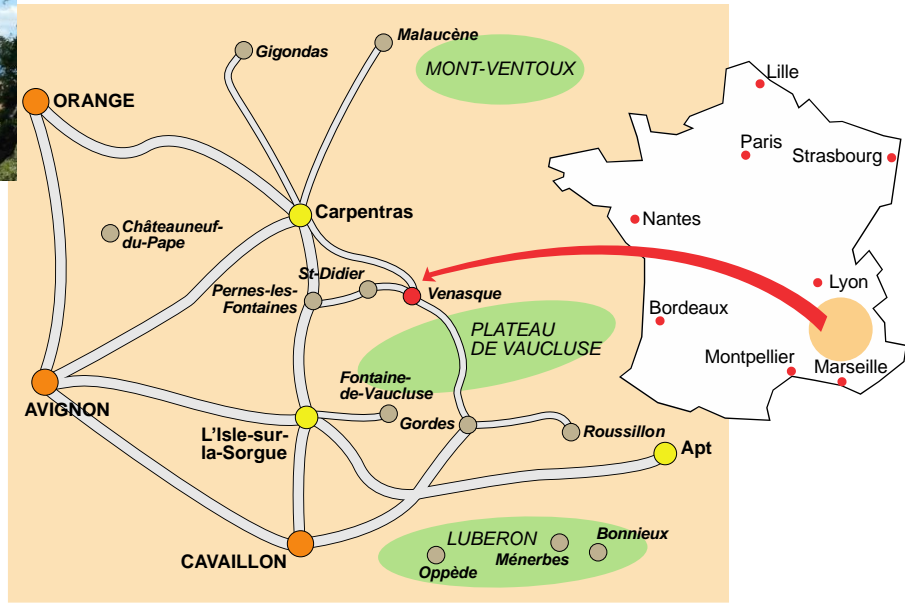 Gigondas
Malaucène
MONT-VENTOUX
ORANGE
Carpentras
Châteauneuf-
du-Pape
St-Didier
Pernes-les-
Fontaines
Venasque
PLATEAU
DE VAUCLUSE
Fontaine-
de-Vaucluse
AVIGNON
L'Isle-sur-
la-Sorgue
Gordes
Roussillon
Apt
CAVAILLON
LUBERON
Oppède
Ménerbes
Bonnieux
Lille
Paris
Strasbourg
Nantes
Lyon
Bordeaux
Montpellier
Marseille